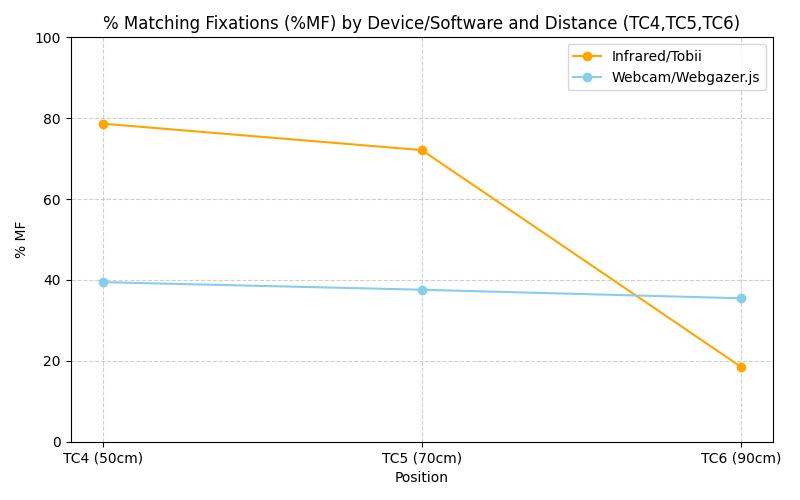 % Matching Fixations (%MF) by Device/Software and Distance (TC4,TC5,TC6)
Infrared/Tobii
Webcam/Webgazer.js
100
80
60
40
20
0
% MF
TC4 (50cm) TC5 (70cm) TC6 (90cm)
Position